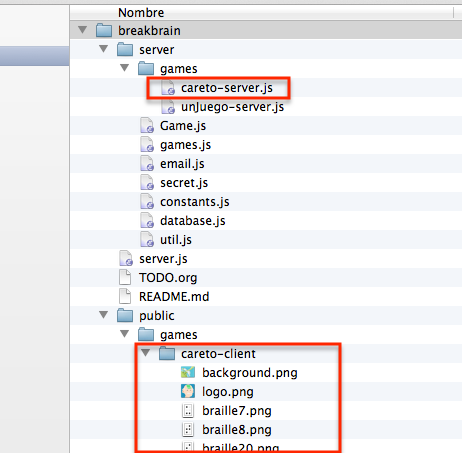 Nombre
breakbrain
server
games
careto-server.js
unJuego-server.js
Game.js
games.js
email.js
secret.js
constants.js
database.js
util.js
server.js
TODO.org
README.md
public
games
careto-client
background.png
logo.png
braille7.png
braille8.png
braille20.png